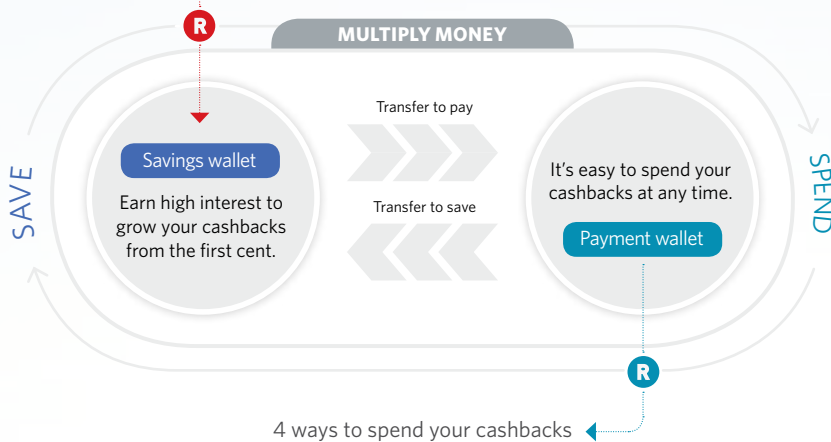 R
MULTIPLY MONEY
SAVE
Savings wallet
Earn high interest to
grow your cashbacks
from the first cent.
Transfer to pay
Transfer to save
It's easy to spend your
cashbacks at any time.
Payment wallet
SPEND
R
4 ways to spend your cashbacks